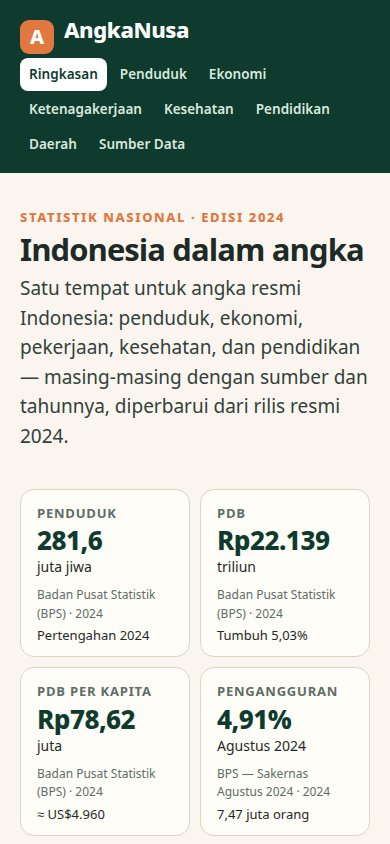 A AngkaNusa
Ringkasan Penduduk Ekonomi
Ketenagakerjaan Kesehatan Pendidikan
Daerah Sumber Data
STATISTIK NASIONAL · EDISI 2024
Indonesia dalam angka
Satu tempat untuk angka resmi
Indonesia: penduduk, ekonomi,
pekerjaan, kesehatan, dan pendidikan
— masing-masing dengan sumber dan
tahunnya, diperbarui dari rilis resmi
2024.
PENDUDUK
281,6
juta jiwa
Badan Pusat Statistik
(BPS) · 2024
Pertengahan 2024
PDB
Rp22.139
triliun
Badan Pusat Statistik
(BPS) · 2024
Tumbuh 5,03%
PDB PER KAPITA
Rp78,62
juta
Badan Pusat Statistik
(BPS) · 2024
≈ US$4.960
PENGANGGURAN
4,91%
Agustus 2024
BPS — Sakernas
Agustus 2024 · 2024
7,47 juta orang